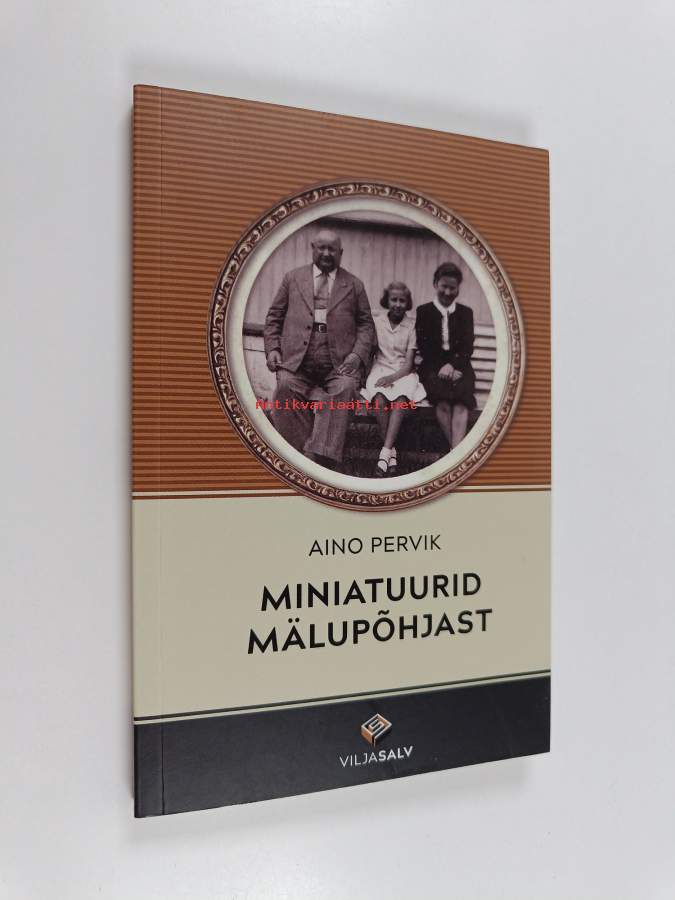 Antikvariaatti.net
AINO PERVIK
MINIATUURID
MÄLUPÕHJAST
VILJASALV